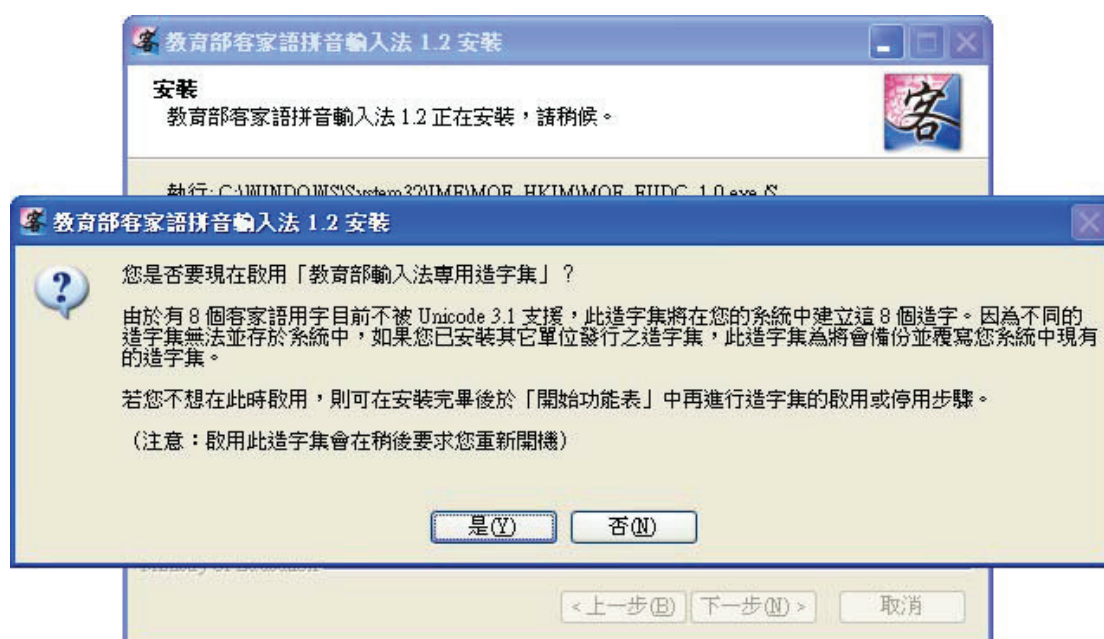 教育部客家語拼音輸入法 1.2 安裝
安裝
教育部客家語拼音輸入法 1.2 正在安裝，請稍候。
客
執行: C:\WINDOWS\System32\IME\MOE_HKIM\MOE_EUDC_1.0.exe /S
教育部客家語拼音輸入法 1.2 安裝
您是否要現在啟用「教育部輸入法專用造字集」？
由於有 8 個客家語用字目前不被 Unicode 3.1 支援，此造字集將在您的系統中建立這 8 個造字。因為不同的
造字集無法並存於系統中，如果您已安裝其它單位發行之造字集，此造字集為將會備份並覆寫您系統中現有
的造字集。
若您不想在此時啟用，則可在安裝完畢後於「開始功能表」中再進行造字集的啟用或停用步驟。
（注意：啟用此造字集會在稍後要求您重新開機）
是(Y) 否(N)
< 上一步(B) 下一步(N) > 取消